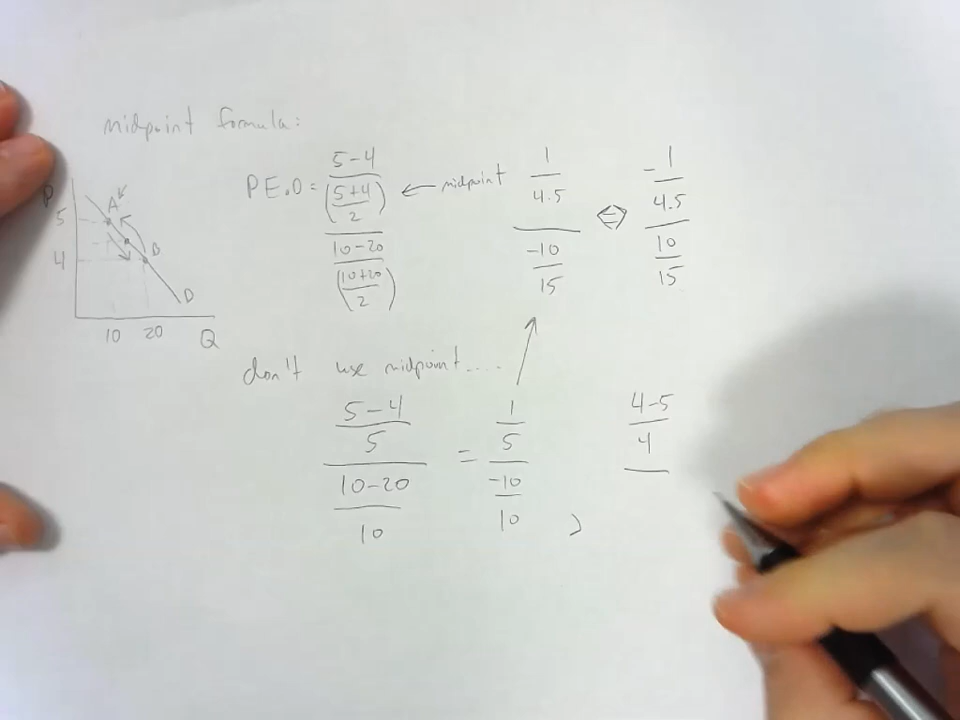 midpoint formula:
P
5
4
A
B
D
10 20 Q
P E.D = 5-4 / (5+4 / 2) / 10-20 / (10+20 / 2) ← midpoint
1 / 4.5 / -10 / 15 ⇔ -1 / 4.5 / 10 / 15
don't use midpoint....
5-4 / 5 / 10-20 / 10 = 1 / 5 / -10 / 10 ,
4-5 / 4